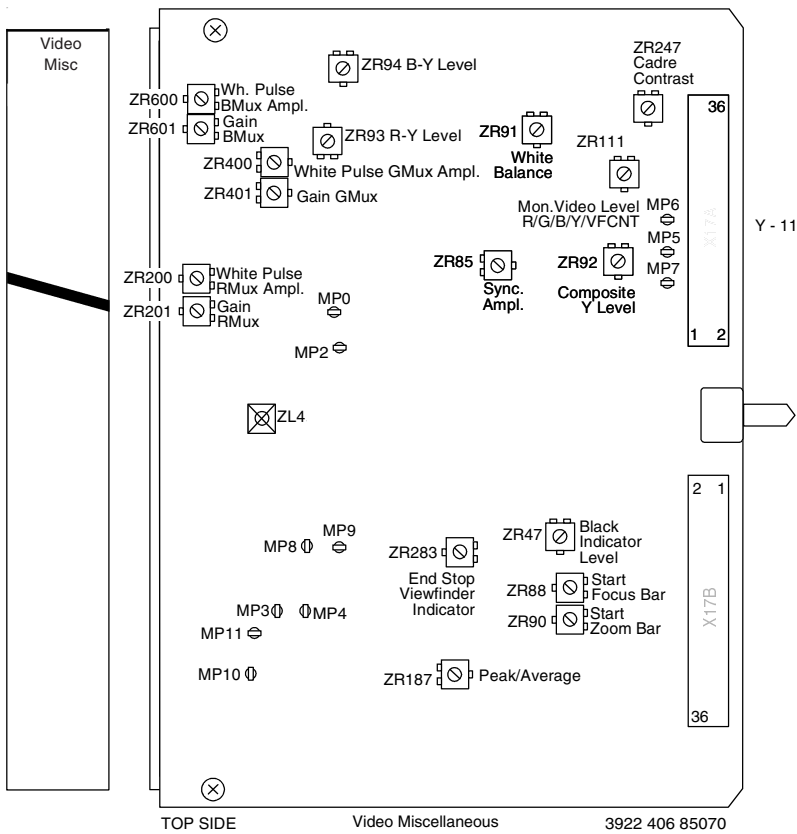 Video
Misc
ZR94 B-Y Level
ZR247
Cadre
Contrast
ZR600
Wh. Pulse
BMux Ampl.
ZR601
Gain
BMux
ZR93 R-Y Level
ZR91
White
Balance
ZR111
36
ZR400
White Pulse GMux Ampl.
ZR401
Gain GMux
Mon.Video Level
R/G/B/Y/VFCNT
MP6
MP5
MP7
X17A
Y - 11
ZR200
White Pulse
RMux Ampl.
ZR201
Gain
RMux
ZR85
Sync.
Ampl.
ZR92
Composite
Y Level
MP0
MP2
1 2
ZL4
2 1
MP8
MP9
ZR283
End Stop
Viewfinder
Indicator
ZR47
Black
Indicator
Level
ZR88
Start
Focus Bar
ZR90
Start
Zoom Bar
X17B
MP3
MP4
MP11
MP10
ZR187
Peak/Average
36
TOP SIDE
Video Miscellaneous
3922 406 85070